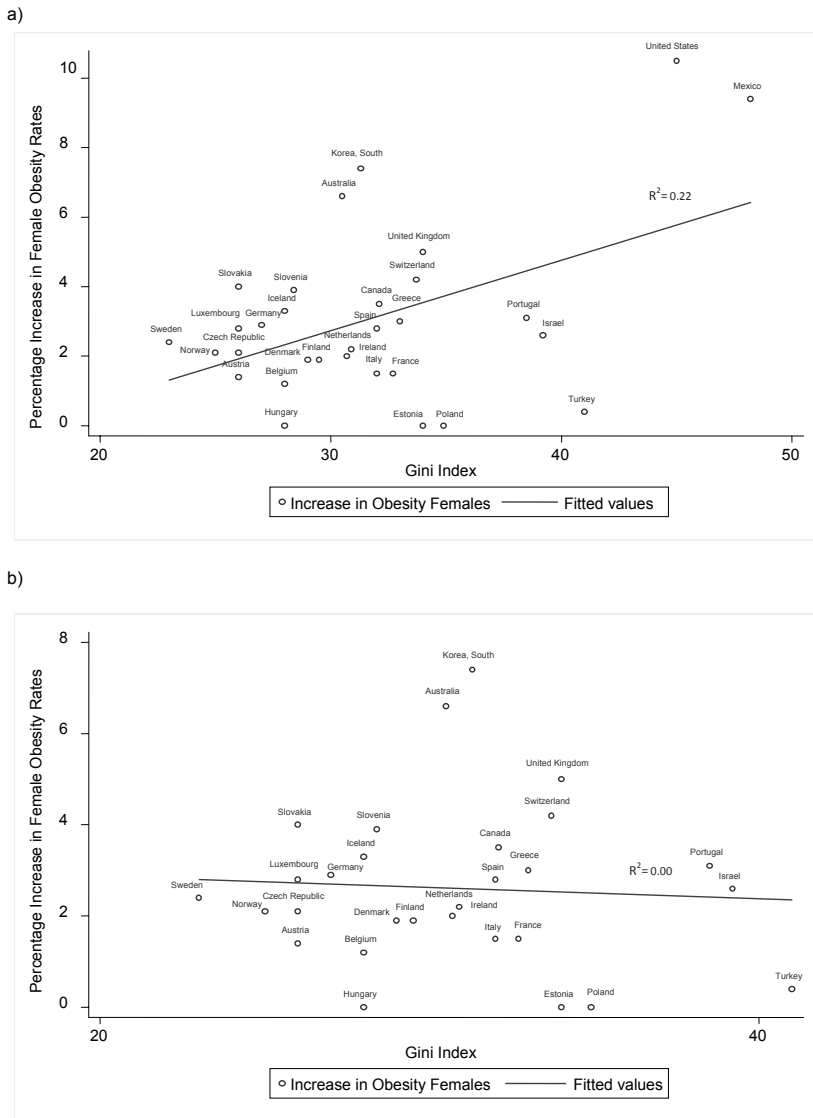 a)
Percentage Increase in Female Obesity Rates
10
8
6
4
2
0
United States
Mexico
Korea, South
Australia
R²= 0.22
United Kingdom
Switzerland
Slovakia
Slovenia
Iceland
Canada
Greece
Luxembourg
Germany
Spain
Portugal
Israel
Sweden
Norway
Czech Republic
Denmark
Finland
Netherlands
Ireland
Austria
Belgium
Italy
France
Hungary
Estonia
Poland
Turkey
20
30
40
50
Gini Index
Increase in Obesity Females
Fitted values
b)
Percentage Increase in Female Obesity Rates
8
6
4
2
0
Korea, South
Australia
United Kingdom
Switzerland
Slovakia
Slovenia
Canada
Iceland
Greece
Portugal
Luxembourg
Germany
Spain
R²= 0.00
Israel
Sweden
Norway
Czech Republic
Denmark
Finland
Netherlands
Ireland
Austria
Belgium
Italy
France
Hungary
Estonia
Poland
Turkey
20
40
Gini Index
Increase in Obesity Females
Fitted values